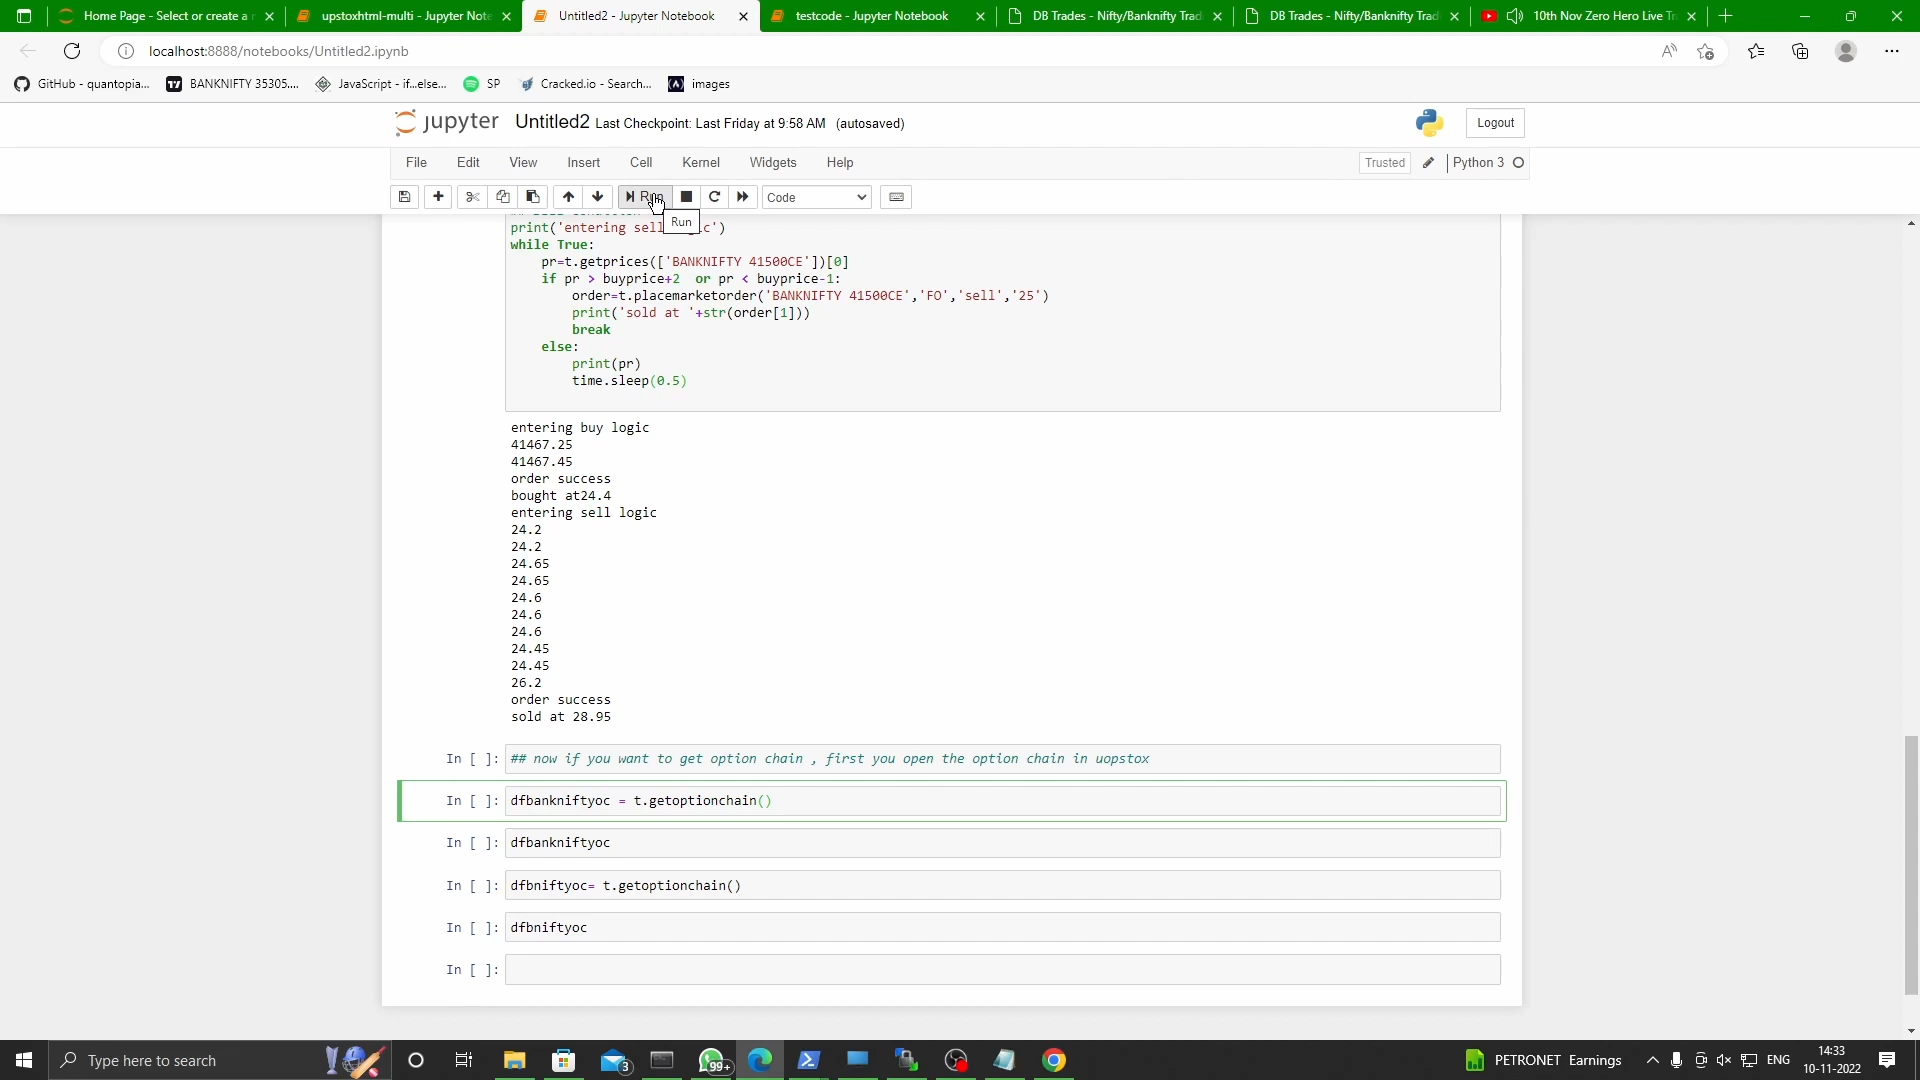 Home Page - Select or create a n
upstoxhtml-multi - Jupyter Note
Untitled2 - Jupyter Notebook
testcode - Jupyter Notebook
DB Trades - Nifty/Banknifty Trad
DB Trades - Nifty/Banknifty Trad
10th Nov Zero Hero Live Tr
localhost:8888/notebooks/Untitled2.ipynb
GitHub - quantopia...
BANKNIFTY 35305....
JavaScript - if...else...
SP
Cracked.io - Search...
images
jupyter Untitled2 Last Checkpoint: Last Friday at 9:58 AM (autosaved)
Logout
File Edit View Insert Cell Kernel Widgets Help
Trusted Python 3
Run Code
Run
print('entering sell
c')
while True:
pr=t.getprices(['BANKNIFTY 41500CE'])[0]
if pr > buyprice+2 or pr < buyprice-1:
order=t.placemarketorder('BANKNIFTY 41500CE','FO','sell','25')
print('sold at '+str(order[1]))
break
else:
print(pr)
time.sleep(0.5)
entering buy logic
41467.25
41467.45
order success
bought at24.4
entering sell logic
24.2
24.2
24.65
24.65
24.6
24.6
24.6
24.45
24.45
26.2
order success
sold at 28.95
In [ ]: ## now if you want to get option chain , first you open the option chain in uopstox
In [ ]: dfbankniftyoc = t.getoptionchain()
In [ ]: dfbankniftyoc
In [ ]: dfbniftyoc= t.getoptionchain()
In [ ]: dfbniftyoc
In [ ]:
Type here to search
3
99+
PETRONET Earnings
ENG
14:33
10-11-2022